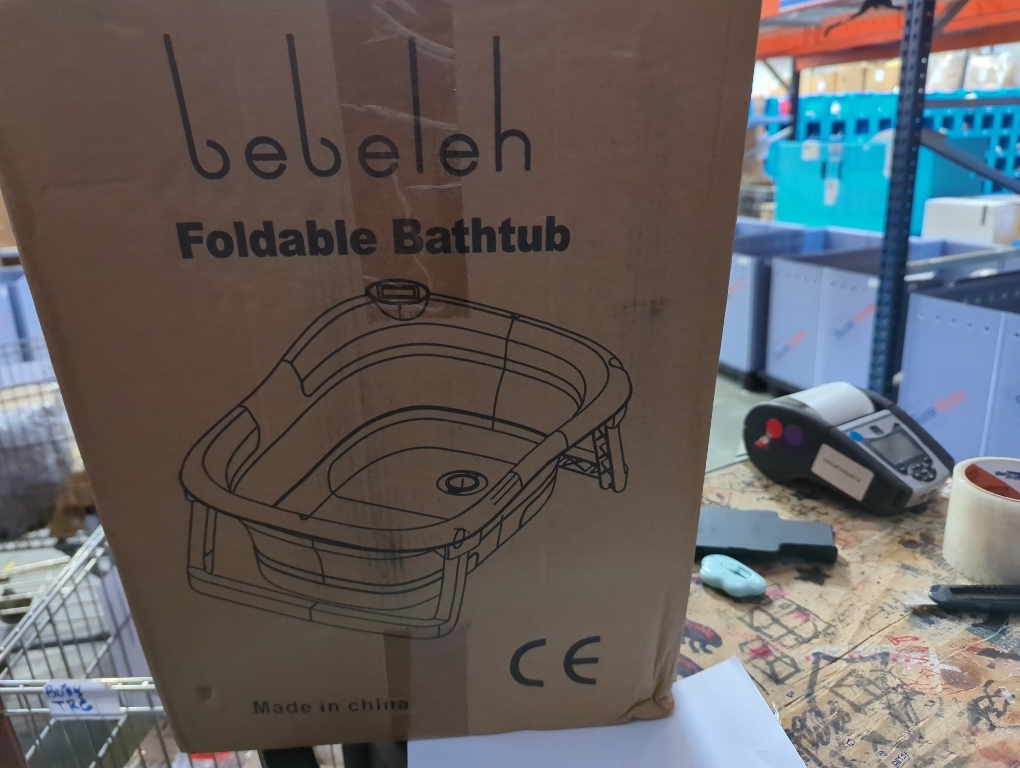 bebeleh
Foldable Bathtub
CE
Made in china